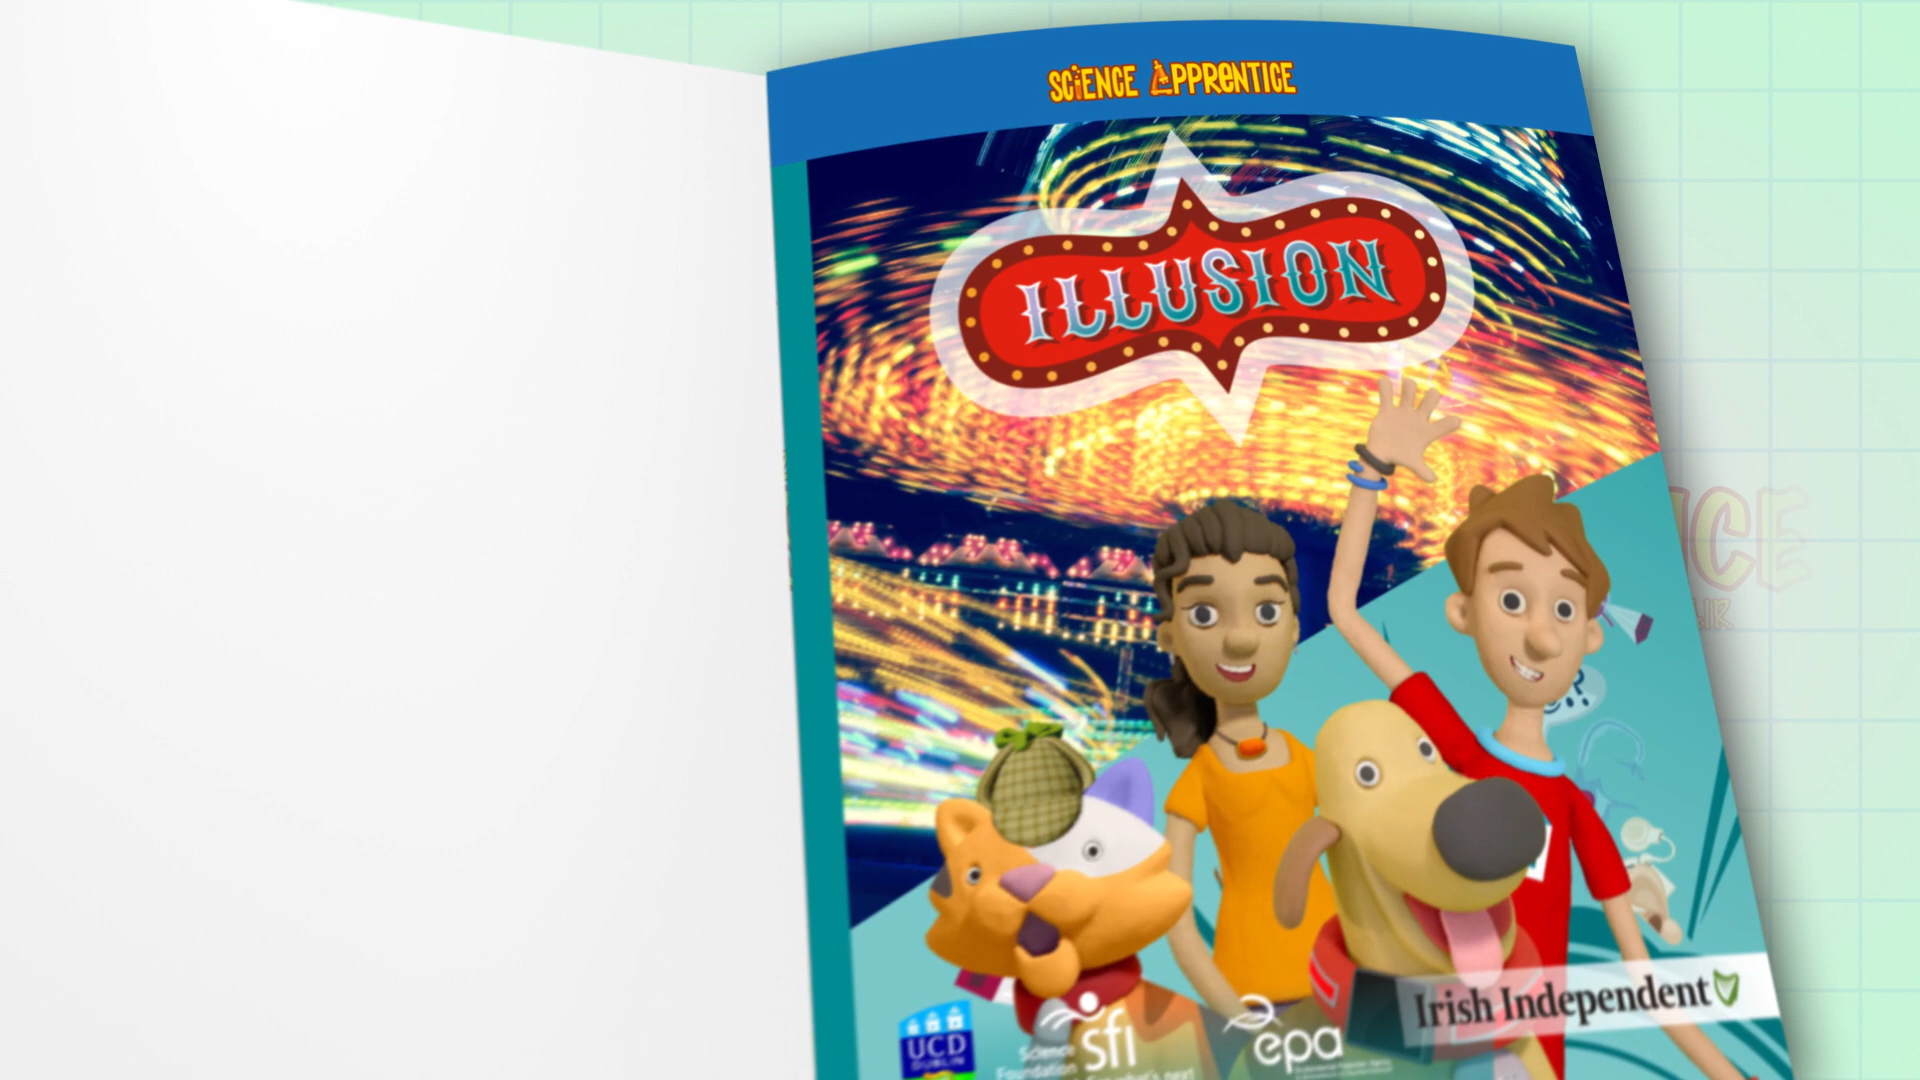 SCIENCE APPRENTICE
ILLUSION
Irish Independent
UCD
DUBLIN
sfi
Science
Foundation
epa